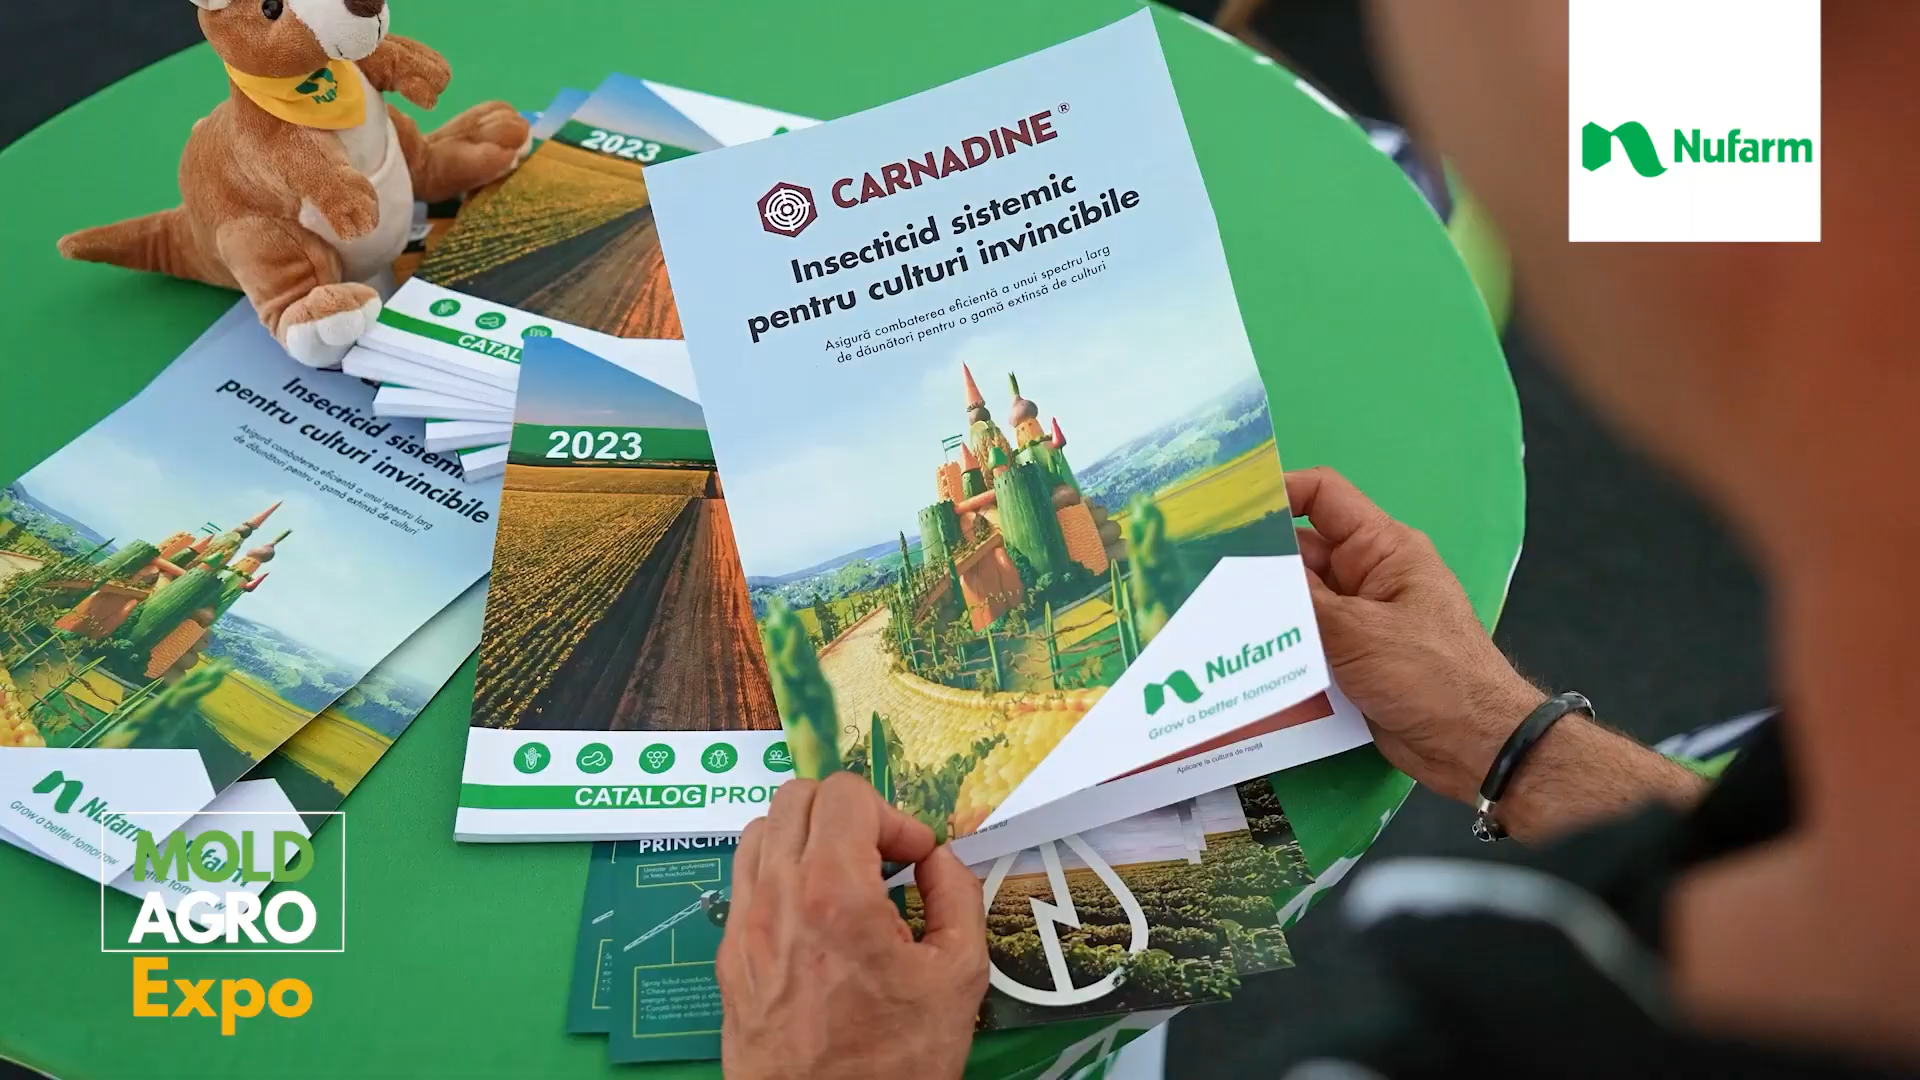 Nufarm
2023
CARNADINE®
Insecticid sistemic
pentru culturi invincibile
Asigură combaterea eficientă a unui spectru larg
de dăunători pentru o gamă extinsă de culturi
Nufarm
Grow a better tomorrow
Aplicare la cultura de rapiță
CATAL
2023
CATALOG PROD
Insecticid sistem
pentru culturi invincibile
Asigură combaterea eficientă a unui spectru larg
de dăunători pentru o gamă extinsă de culturi
Nufarm
Grow a better tomorrow
PRINCIPI
MOLD
AGRO
Expo